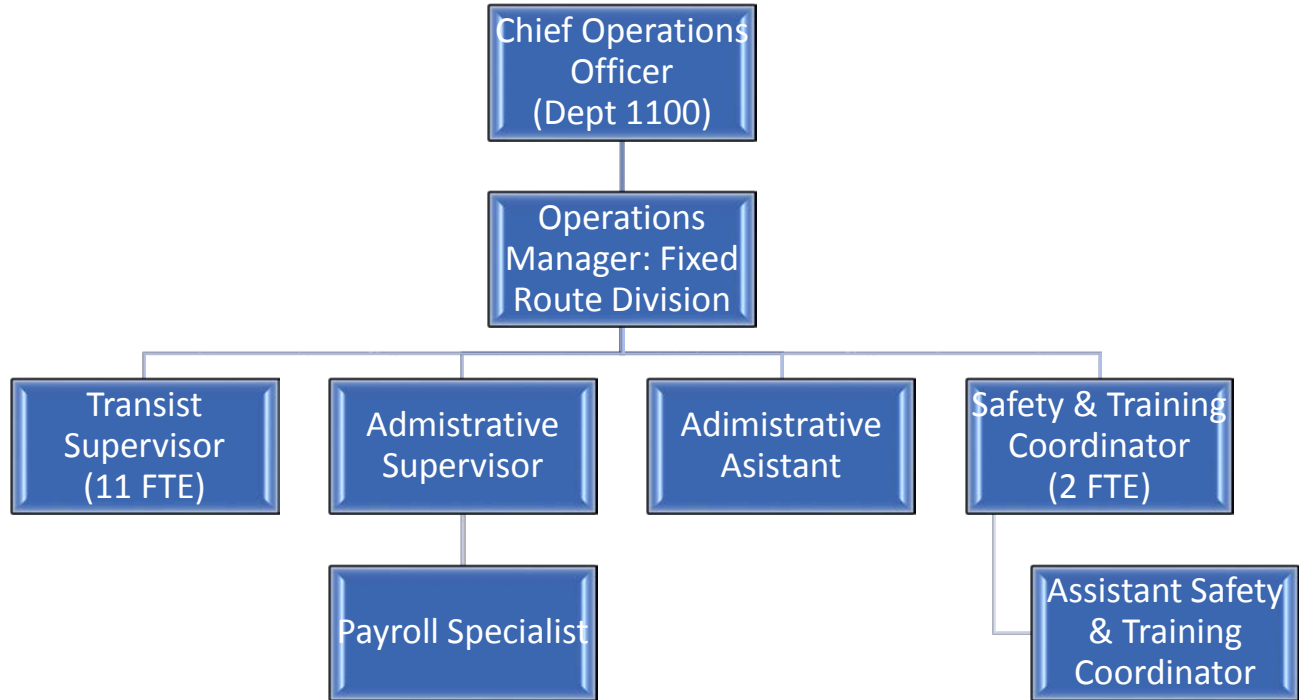 Chief Operations
Officer
(Dept 1100)
Operations
Manager: Fixed
Route Division
Transist
Supervisor
(11 FTE)
Admistrative
Supervisor
Adimistrative
Asistant
Safety & Training
Coordinator
(2 FTE)
Payroll Specialist
Assistant Safety
& Training
Coordinator